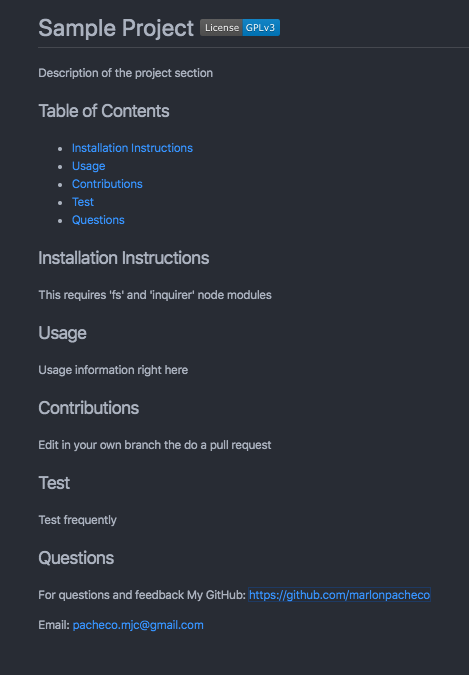 Sample Project License GPLv3
Description of the project section
Table of Contents
Installation Instructions
Usage
Contributions
Test
Questions
Installation Instructions
This requires 'fs' and 'inquirer' node modules
Usage
Usage information right here
Contributions
Edit in your own branch the do a pull request
Test
Test frequently
Questions
For questions and feedback My GitHub: https://github.com/marlonpacheco
Email: pacheco.mjc@gmail.com